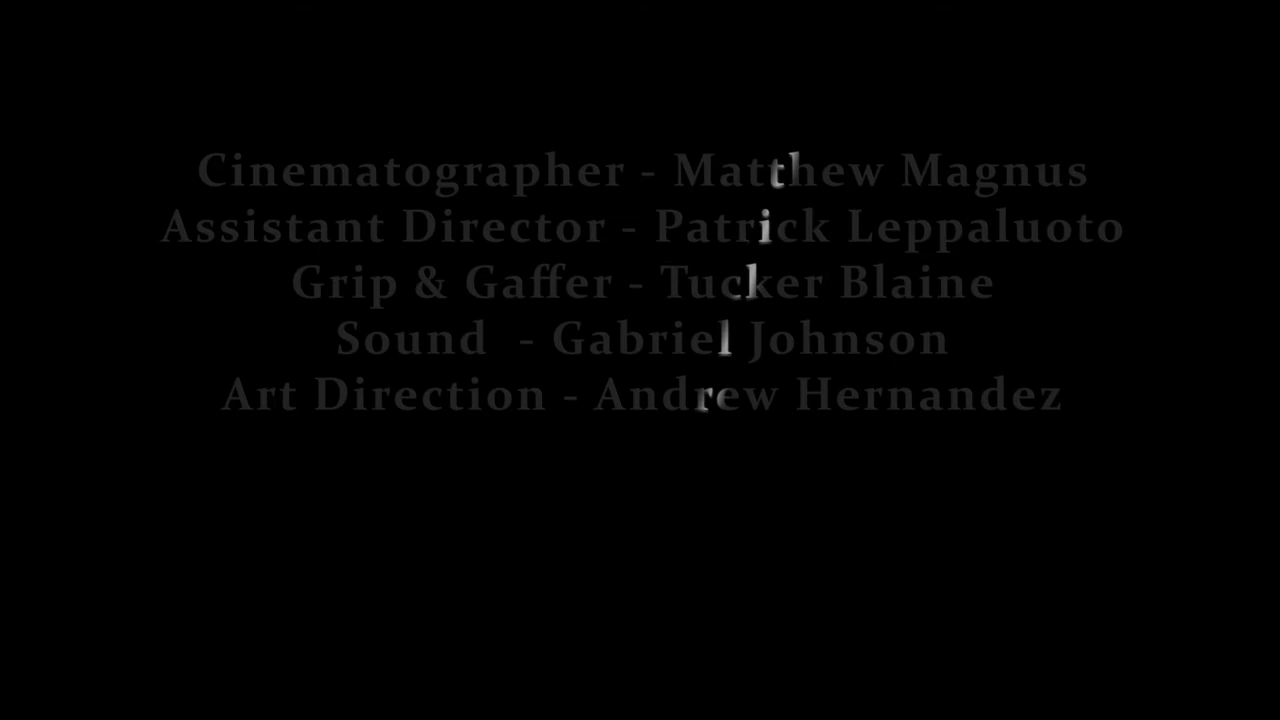 Cinematographer - Matthew Magnus
Assistant Director - Patrick Leppaluoto
Grip & Gaffer - Tucker Blaine
Sound - Gabriel Johnson
Art Direction - Andrew Hernandez